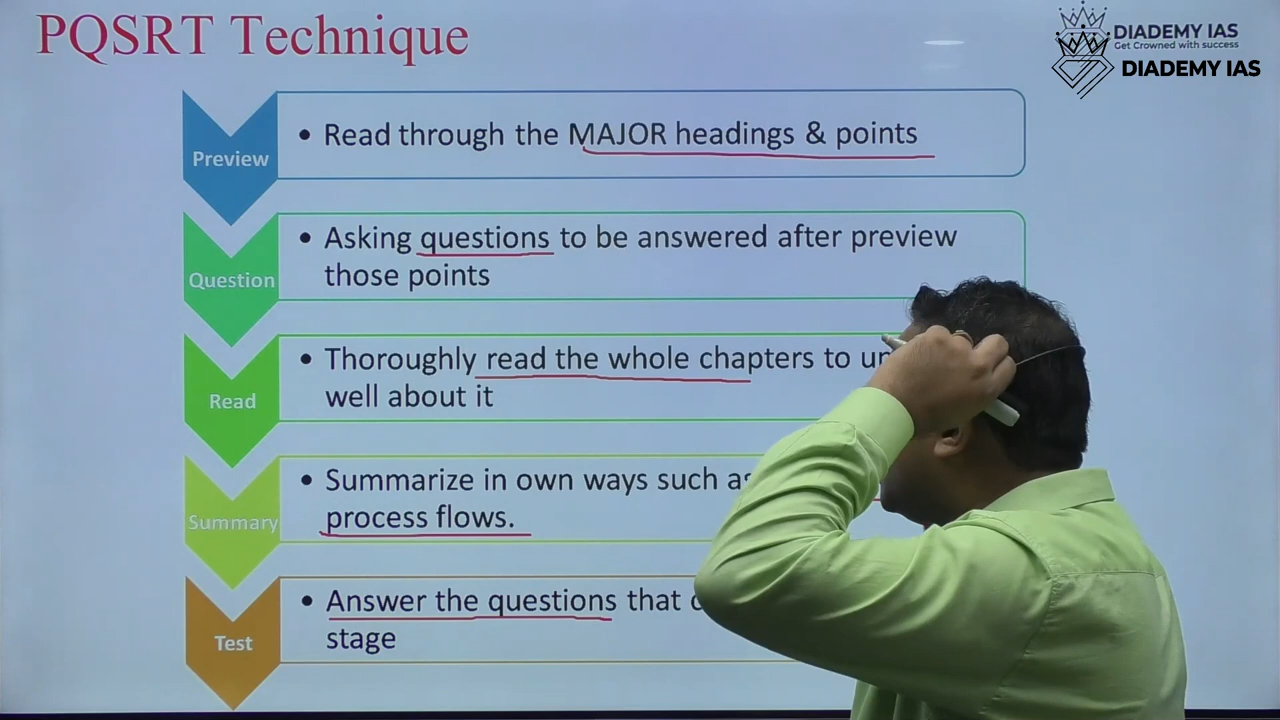 PQSRT Technique
DIADEMY IAS
Get Crowned with success
DIADEMY IAS
Preview
• Read through the MAJOR headings & points
Question
• Asking questions to be answered after preview
those points
Read
• Thoroughly read the whole chapters to
well about it
Summary
• Summarize in own ways such as
process flows.
Test
• Answer the questions that
stage